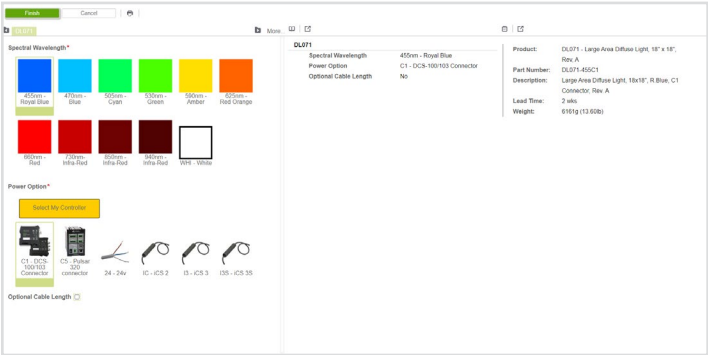 Finish
Cancel
DL071
More
Spectral Wavelength*
455nm -
Royal Blue
470nm -
Blue
505nm -
Cyan
530nm -
Green
590nm -
Amber
625nm -
Red Orange
660nm -
Red
730nm -
Infra-Red
850nm -
Infra-Red
940nm -
Infra-Red
WHI - White
Power Option*
Select My Controller
C1 - DCS-
100/103
Connector
C5 - Pulsar
320
connector
24 - 24v
IC - iCS 2
I3 - iCS 3
I3S - iCS 3S
Optional Cable Length
DL071
Spectral Wavelength 455nm - Royal Blue
Power Option C1 - DCS-100/103 Connector
Optional Cable Length No
Product: DL071 - Large Area Diffuse Light, 18" x 18",
Rev. A
Part Number: DL071-455C1
Description: Large Area Diffuse Light, 18x18", R.Blue, C1
Connector, Rev. A
Lead Time: 2 wks
Weight: 6161g (13.60lb)